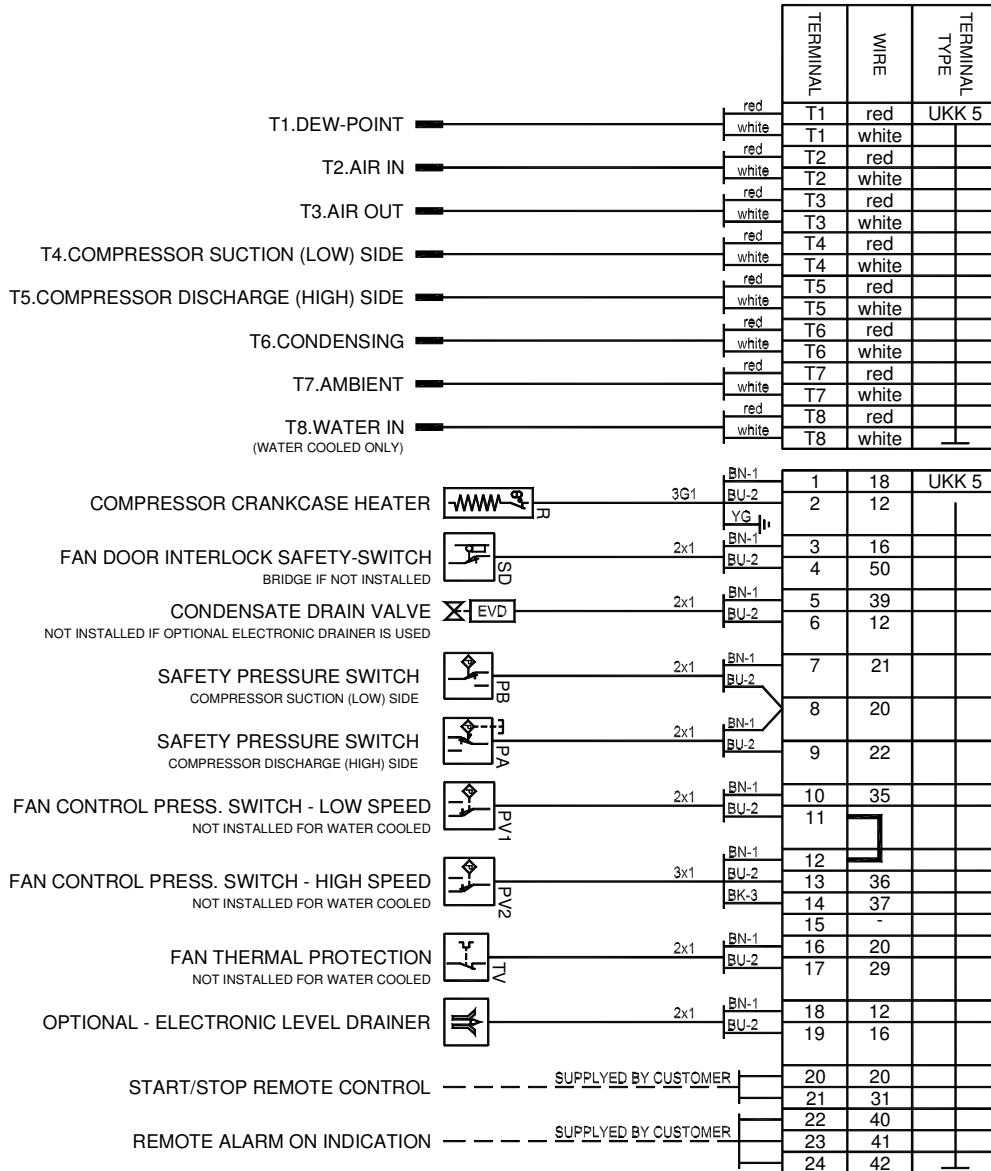 TERMINAL WIRE TERMINAL TYPE
T1.DEW-POINT red T1 red UKK 5
white T1 white
T2.AIR IN red T2 red
white T2 white
T3.AIR OUT red T3 red
white T3 white
T4.COMPRESSOR SUCTION (LOW) SIDE red T4 red
white T4 white
T5.COMPRESSOR DISCHARGE (HIGH) SIDE red T5 red
white T5 white
T6.CONDENSING red T6 red
white T6 white
T7.AMBIENT red T7 red
white T7 white
T8.WATER IN red T8 red
(WATER COOLED ONLY) white T8 white
BN-1 1 18 UKK 5
COMPRESSOR CRANKCASE HEATER R 3G1 BU-2 2 12
YG
FAN DOOR INTERLOCK SAFETY-SWITCH SD 2x1 BN-1 3 16
BRIDGE IF NOT INSTALLED BU-2 4 50
CONDENSATE DRAIN VALVE EVD 2x1 BN-1 5 39
NOT INSTALLED IF OPTIONAL ELECTRONIC DRAINER IS USED BU-2 6 12
SAFETY PRESSURE SWITCH PB 2x1 BN-1 7 21
COMPRESSOR SUCTION (LOW) SIDE BU-2
8 20
SAFETY PRESSURE SWITCH PA 2x1 BN-1
COMPRESSOR DISCHARGE (HIGH) SIDE BU-2 9 22
FAN CONTROL PRESS. SWITCH - LOW SPEED PV1 2x1 BN-1 10 35
NOT INSTALLED FOR WATER COOLED BU-2 11
BN-1 12
FAN CONTROL PRESS. SWITCH - HIGH SPEED PV2 3x1 BU-2 13 36
NOT INSTALLED FOR WATER COOLED BK-3 14 37
15 -
FAN THERMAL PROTECTION TV 2x1 BN-1 16 20
NOT INSTALLED FOR WATER COOLED BU-2 17 29
OPTIONAL - ELECTRONIC LEVEL DRAINER 2x1 BN-1 18 12
BU-2 19 16
START/STOP REMOTE CONTROL SUPPLYED BY CUSTOMER 20 20
21 31
22 40
REMOTE ALARM ON INDICATION SUPPLYED BY CUSTOMER 23 41
24 42